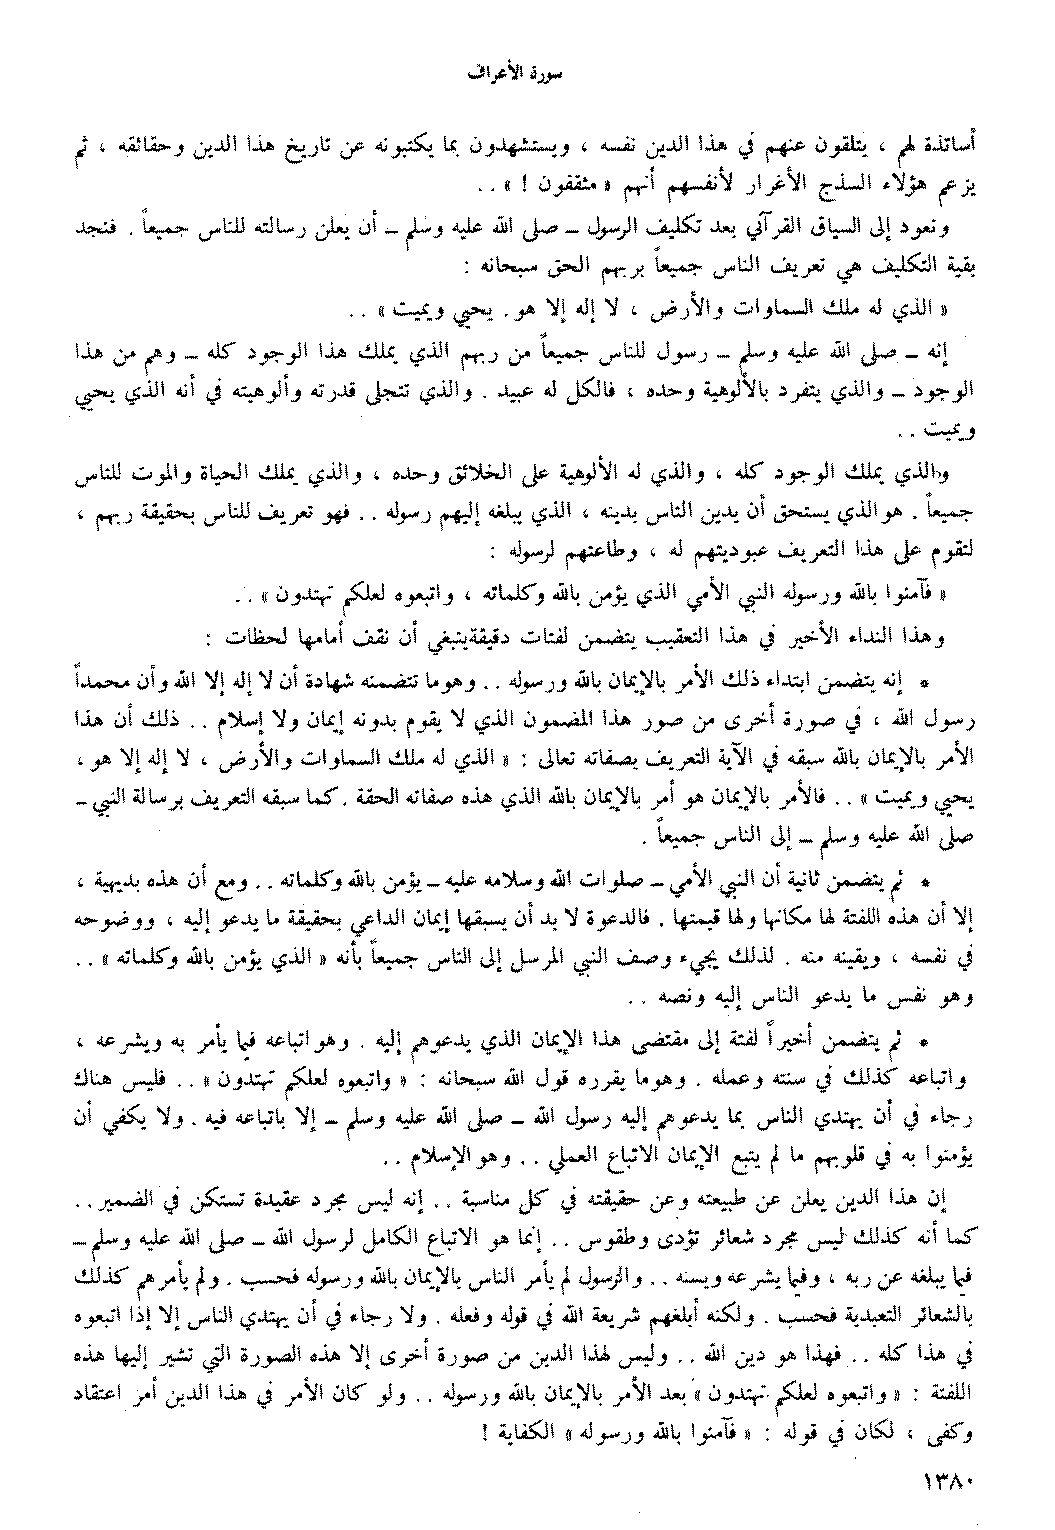 سورة الأعراف
أساتذة لهم ، يتلقون عنهم في هذا الدين نفسه ، ويستشهدون بما يكتبونه عن تاريخ هذا الدين وحقائقه ، ثم
يزعم هؤلاء السذج الأغرار لأنفسهم أنهم « مثقفون ! » ..
ونعود إلى السياق القرآني بعد تكليف الرسول – صلى الله عليه وسلم – أن يعلن رسالته للناس جميعاً . فنجد
بقية التكليف هي تعريف الناس جميعاً بربهم الحق سبحانه :
« الذي له ملك السماوات والأرض ، لا إله إلا هو . يحيي ويميت » ..
إنه – صلى الله عليه وسلم – رسول للناس جميعاً من ربهم الذي يملك هذا الوجود كله – وهم من هذا
الوجود – والذي يتفرد بالألوهية وحده ، فالكل له عبيد . والذي تتجلى قدرته وألوهيته في أنه الذي يحيي
ويميت ..
والذي يملك الوجود كله ، والذي له الألوهية على الخلائق وحده ، والذي يملك الحياة والموت للناس
جميعاً . هو الذي يستحق أن يدين الناس بدينه ، الذي يبلغه إليهم رسوله .. فهو تعريف للناس بحقيقة ربهم ،
لتقوم على هذا التعريف عبوديتهم له ، وطاعتهم لرسوله :
« فآمنوا بالله ورسوله النبي الأمي الذي يؤمن بالله وكلماته ، واتبعوه لعلكم تهتدون » ..
وهذا النداء الأخير في هذا التعقيب يتضمن لفتات دقيقة ينبغي أن نقف أمامها لحظات :
* إنه يتضمن ابتداء ذلك الأمر بالإيمان بالله ورسوله .. وهو ما تتضمنه شهادة أن لا إله إلا الله وأن محمداً
رسول الله ، في صورة أخرى من صور هذا المضمون الذي لا يقوم بدونه إيمان ولا إسلام .. ذلك أن هذا
الأمر بالإيمان بالله سبقه في الآية التعريف بصفاته تعالى : « الذي له ملك السماوات والأرض ، لا إله إلا هو ،
يحيي ويميت » .. فالأمر بالإيمان هو أمر بالإيمان بالله الذي هذه صفاته الحقة . كما سبقه التعريف برسالة النبي –
صلى الله عليه وسلم – إلى الناس جميعاً .
* ثم يتضمن ثانية أن النبي الأمي – صلوات الله وسلامه عليه – يؤمن بالله وكلماته .. ومع أن هذه بديهية ،
إلا أن هذه اللفتة لها مكانها ولها قيمتها . فالدعوة لا بد أن يسبقها إيمان الداعي بحقيقة ما يدعو إليه ، ووضوحه
في نفسه ، ويقينه منه . لذلك يجيء وصف النبي المرسل إلى الناس جميعاً بأنه « الذي يؤمن بالله وكلماته » ..
وهو نفس ما يدعو الناس إليه ونصه ..
* ثم يتضمن أخيراً لفتة إلى مقتضى هذا الإيمان الذي يدعوهم إليه . وهو اتباعه فيما يأمر به ويشرعه ،
واتباعه كذلك في سنته وعمله . وهو ما يقرره قول الله سبحانه : « واتبعوه لعلكم تهتدون » .. فليس هناك
رجاء في أن يهتدي الناس بما يدعوهم إليه رسول الله – صلى الله عليه وسلم – إلا باتباعه فيه . ولا يكفي أن
يؤمنوا به في قلوبهم ما لم يتبع الإيمان الاتباع العملي .. وهو الإسلام ..
إن هذا الدين يعلن عن طبيعته وعن حقيقته في كل مناسبة .. إنه ليس مجرد عقيدة تستكن في الضمير ..
كما أنه كذلك ليس مجرد شعائر تؤدى وطقوس .. إنما هو الاتباع الكامل لرسول الله – صلى الله عليه وسلم –
فيما يبلغه عن ربه ، وفيما يشرعه ويسنه .. والرسول لم يأمر الناس بالإيمان بالله ورسوله فحسب . ولم يأمرهم كذلك
بالشعائر التعبدية فحسب . ولكنه أبلغهم شريعة الله في قوله وفعله . ولا رجاء في أن يهتدي الناس إلا إذا اتبعوه
في هذا كله .. فهذا هو دين الله .. وليس لهذا الدين من صورة أخرى إلا هذه الصورة التي تشير إليها هذه
اللفتة : « واتبعوه لعلكم تهتدون » بعد الأمر بالإيمان بالله ورسوله .. ولو كان الأمر في هذا الدين أمر اعتقاد
وكفى ، لكان في قوله : « فآمنوا بالله ورسوله » الكفاية !
١٣٨٠